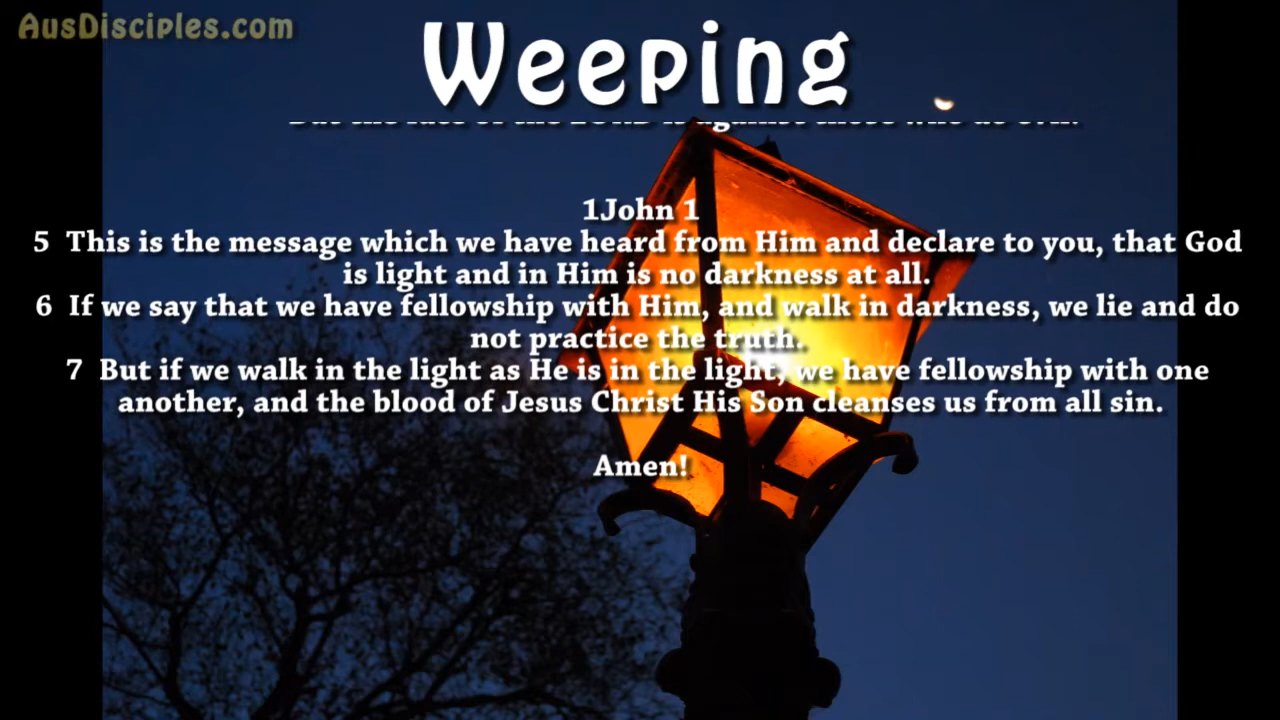 AusDisciples.com
Weeping
1John 1
5 This is the message which we have heard from Him and declare to you, that God
is light and in Him is no darkness at all.
6 If we say that we have fellowship with Him, and walk in darkness, we lie and do
not practice the truth.
7 But if we walk in the light as He is in the light, we have fellowship with one
another, and the blood of Jesus Christ His Son cleanses us from all sin.
Amen!